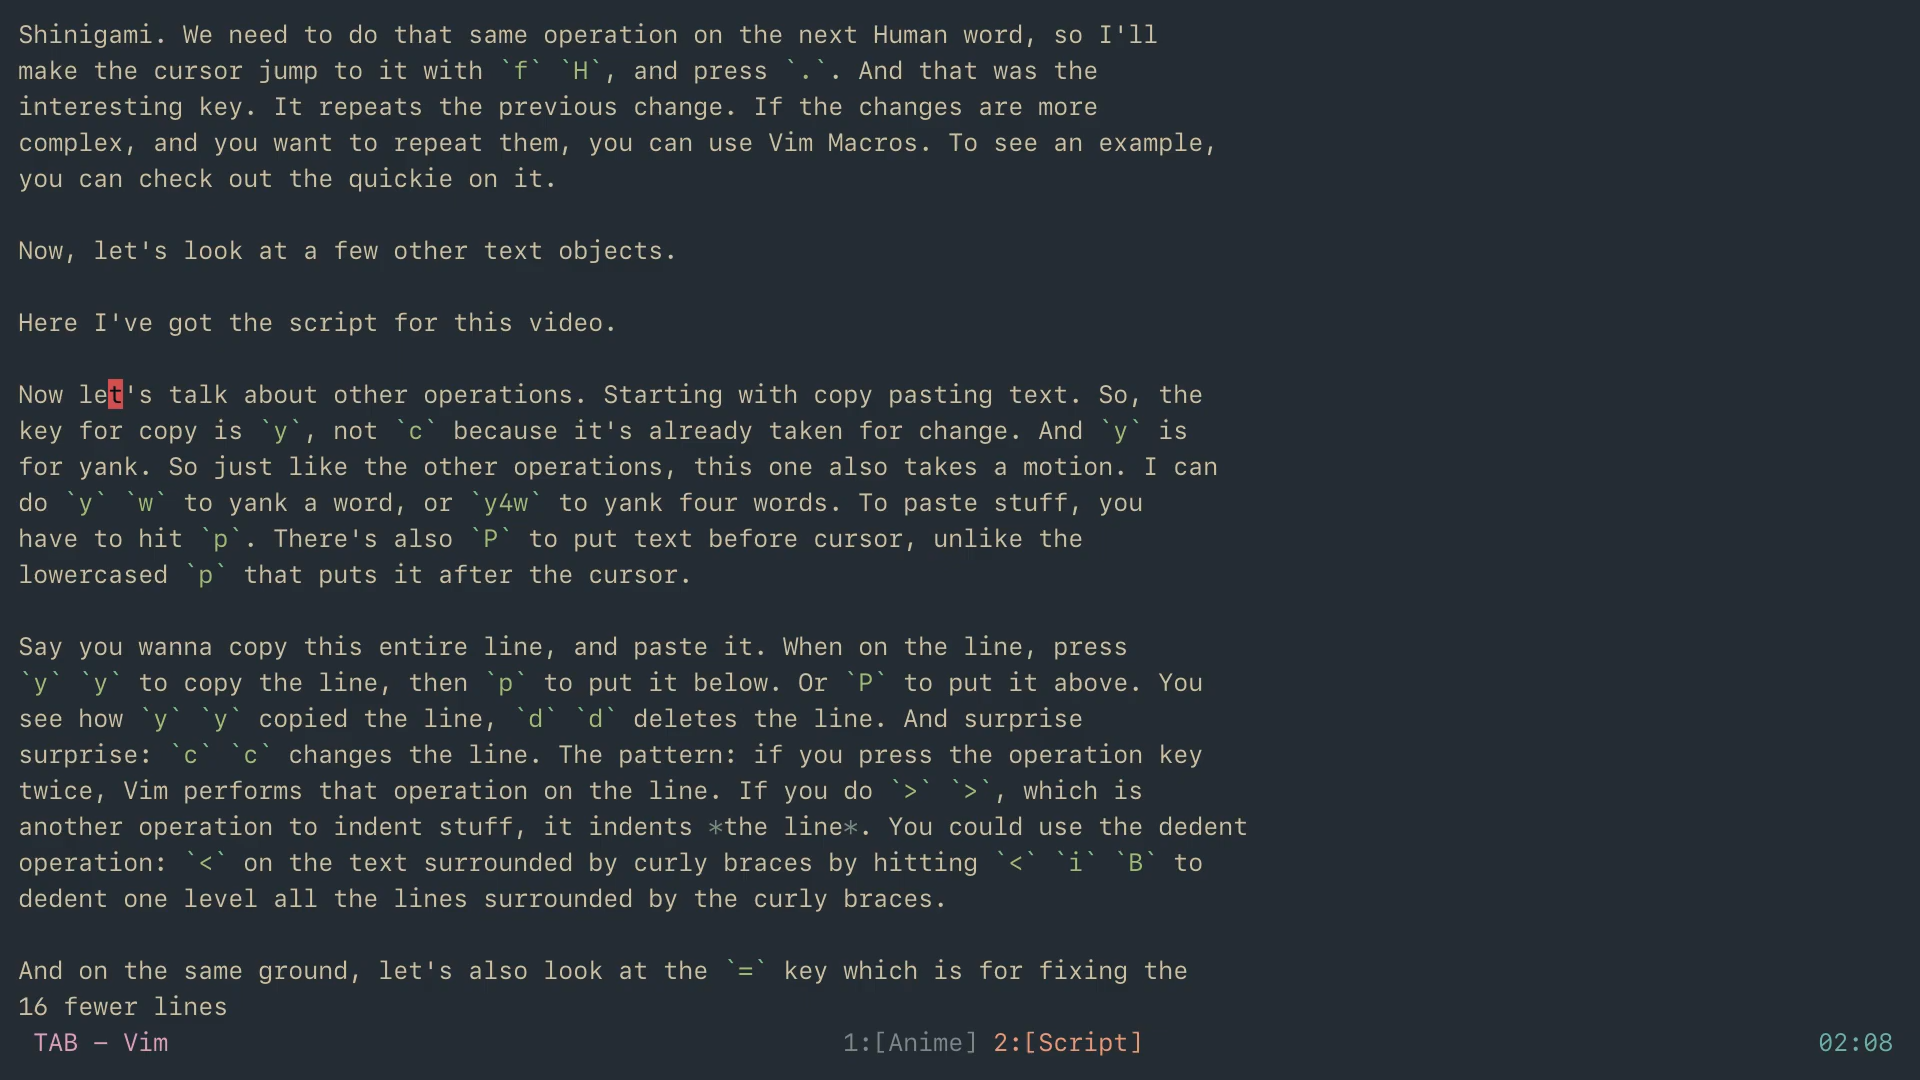 Shinigami. We need to do that same operation on the next Human word, so I'll
make the cursor jump to it with `f` `H`, and press `.`. And that was the
interesting key. It repeats the previous change. If the changes are more
complex, and you want to repeat them, you can use Vim Macros. To see an example,
you can check out the quickie on it.
Now, let's look at a few other text objects.
Here I've got the script for this video.
Now let's talk about other operations. Starting with copy pasting text. So, the
key for copy is `y`, not `c` because it's already taken for change. And `y` is
for yank. So just like the other operations, this one also takes a motion. I can
do `y` `w` to yank a word, or `y4w` to yank four words. To paste stuff, you
have to hit `p`. There's also `P` to put text before cursor, unlike the
lowercased `p` that puts it after the cursor.
Say you wanna copy this entire line, and paste it. When on the line, press
`y` `y` to copy the line, then `p` to put it below. Or `P` to put it above. You
see how `y` `y` copied the line, `d` `d` deletes the line. And surprise
surprise: `c` `c` changes the line. The pattern: if you press the operation key
twice, Vim performs that operation on the line. If you do `>` `>`, which is
another operation to indent stuff, it indents *the line*. You could use the dedent
operation: `<` on the text surrounded by curly braces by hitting `<` `i` `B` to
dedent one level all the lines surrounded by the curly braces.
And on the same ground, let's also look at the `=` key which is for fixing the
16 fewer lines
TAB – Vim 1:[Anime] 2:[Script] 02:08